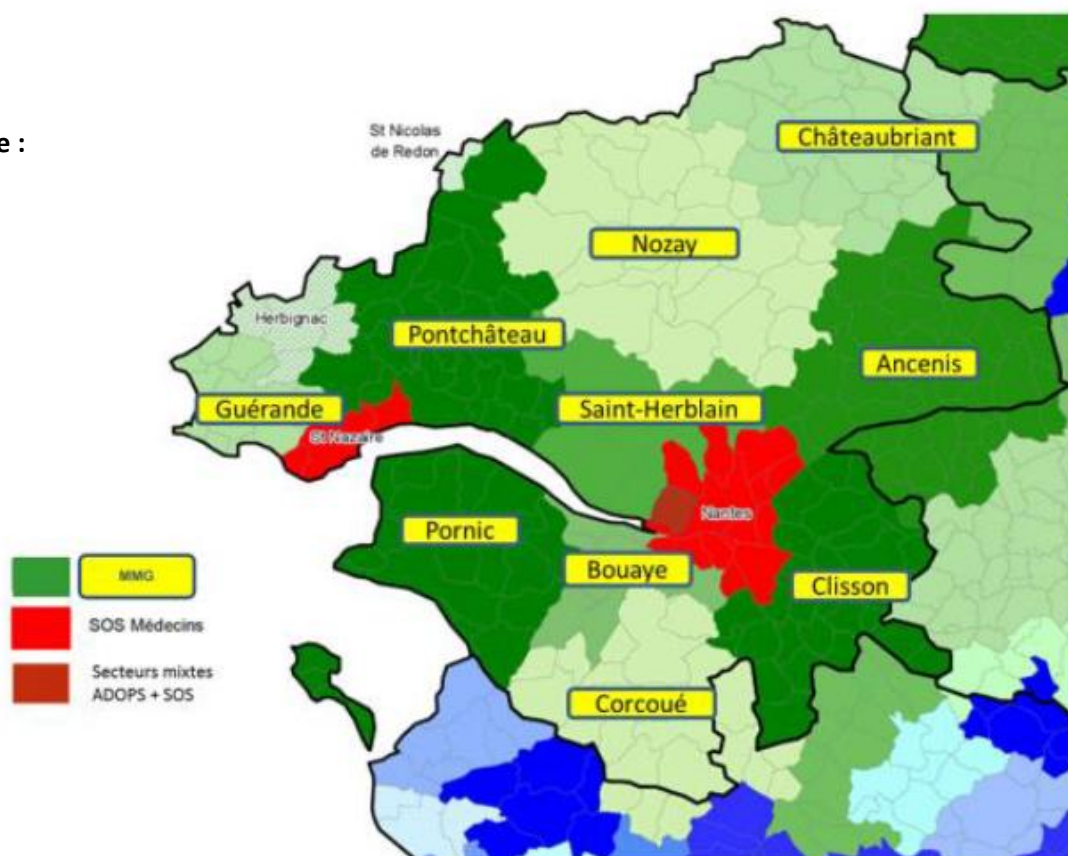 e :
St Nicolas
de Redon
Châteaubriant
Nozay
Herbignac
Pontchâteau
Ancenis
Guérande
Saint-Herblain
St Nazaire
Nantes
Pornic
Bouaye
Clisson
MMG
SOS Médecins
Secteurs mixtes
ADOPS + SOS
Corcoué